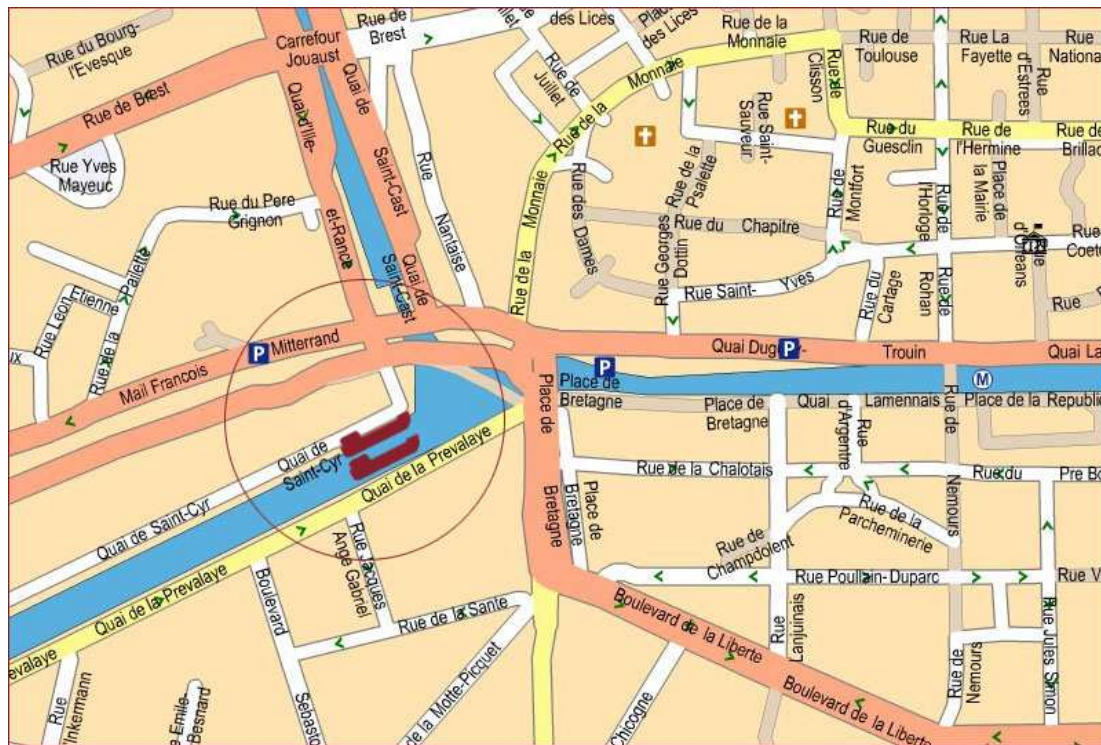 Rue du Bourg-
l'Evesque
Carrefour
Jouaust
Rue de
Brest
Juillet
des Lices
Place
des Lices
Rue de la
Monnaie
Rue de
Toulouse
Rue La
Fayette
Rue
d'Estrees
Rue
Nationa
Rue de Brest
Quai d'Ille-
et-Rance
Quai de
Saint-Cast
Rue de
Juillet
Rue de la
Monnaie
Rue de
Clisson
Rue Saint-
Sauveur
Rue du
Guesclin
Rue de
l'Hermine
Rue de
Brillac
Rue Yves
Mayeuc
Rue du Pere
Grignon
Rue
Nantaise
Rue de la
Monnaie
Rue des Dames
Rue de la
Psalette
Rue du
Chapitre
Rue de
Montfort
Rue de
l'Horloge
Place de
la Mairie
Rue
d'Orleans
Rue
Coeto
Rue Leon
Etienne
Rue de la
Paillette
Quai de
Saint-Cast
Rue Georges
Dottin
Rue Saint-
Yves
Rue du
Cartage
Rue de
Rohan
Mail Francois
Mitterrand
P
P
P
Quai Dug
Trouin
Quai La
M
Place de
Bretagne
Place de
Bretagne
Quai
Lamennais
Place de la Republi
Place de
Bretagne
Rue
d'Argentre
Rue de
Nemours
Quai de
Saint-Cyr
Quai de la Prevalaye
Rue de la Chalotais
Rue du
Pre Bo
Place de
Bretagne
Quai de Saint-Cyr
Rue de la
Parcheminerie
Rue de
Champdolent
Rue Jacques
Ange Gabriel
Quai de la Prevalaye
Boulevard
Rue de la Sante
Rue Poullain-Duparc
Rue V
Boulevard de la Liberte
Rue
Lanjuinais
Rue Jules Simon
Rue de
Nemours
Prevalaye
Rue
d'Inkermann
Rue Emile-
Besnard
Sebasto
de la Motte-Picquet
Chicogne
Boulevard de la Liberte